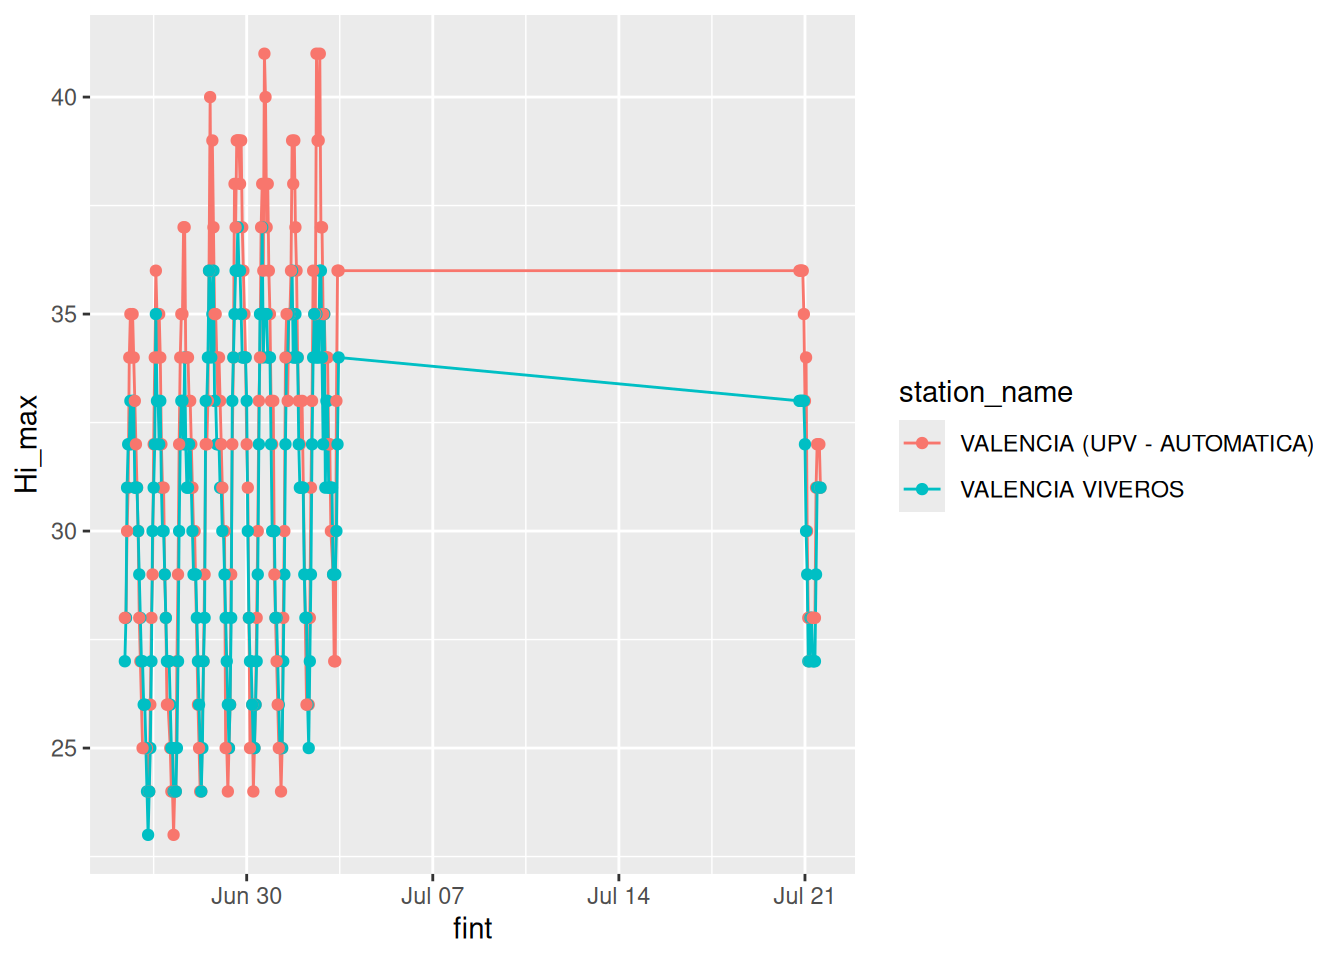 40
35
30
25
Hi_max
Jun 30
Jul 07
Jul 14
Jul 21
fint
station_name
VALENCIA (UPV - AUTOMATICA)
VALENCIA VIVEROS